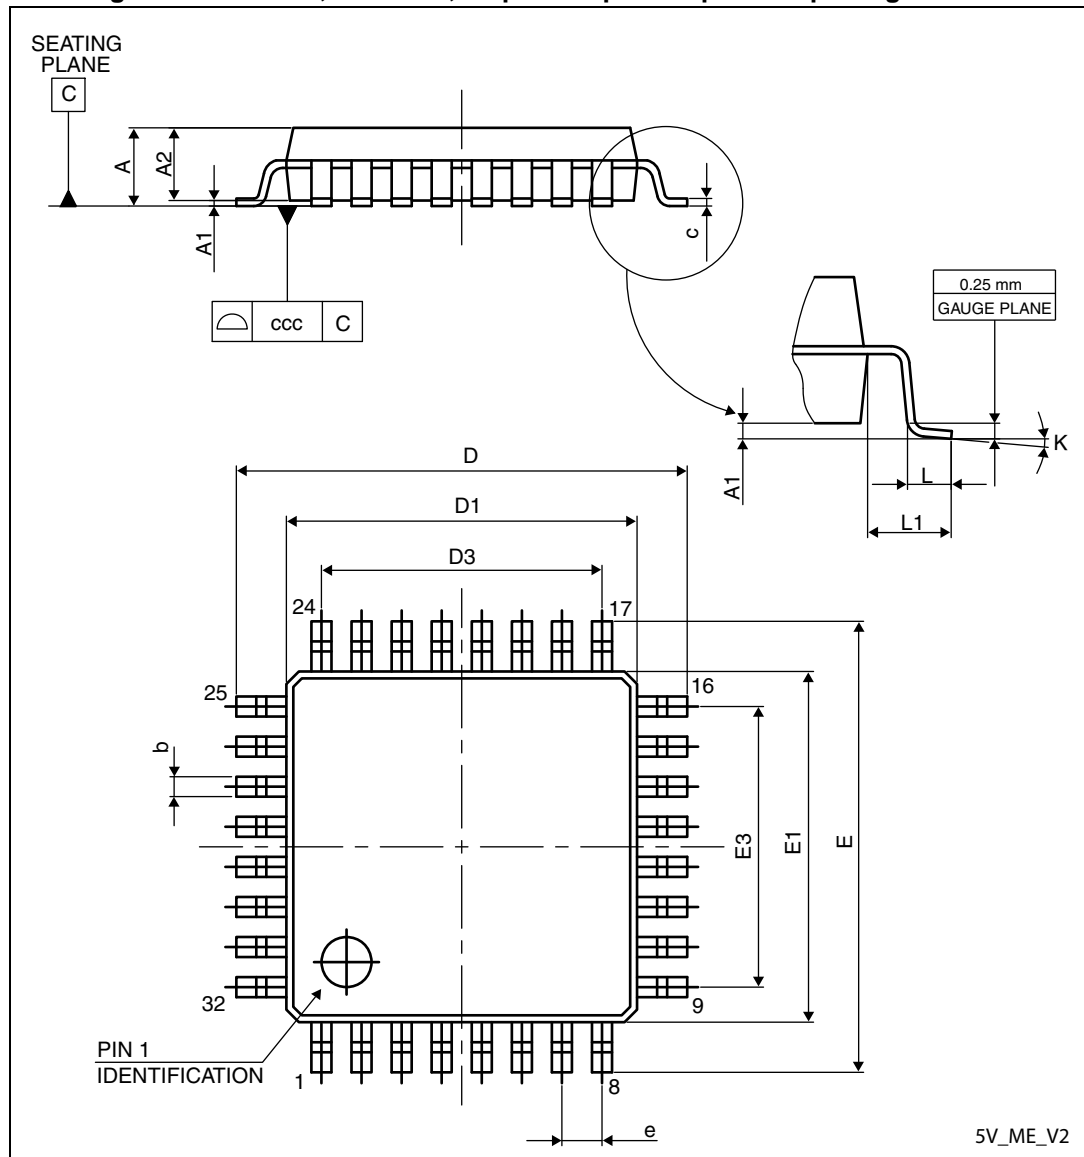 SEATING
PLANE
C
A
A2
A1
c
ccc
C
0.25 mm
GAUGE PLANE
A1
K
L
L1
D
D1
D3
24
17
25
16
b
E3
E1
E
32
9
PIN 1
IDENTIFICATION
1
8
e
5V_ME_V2